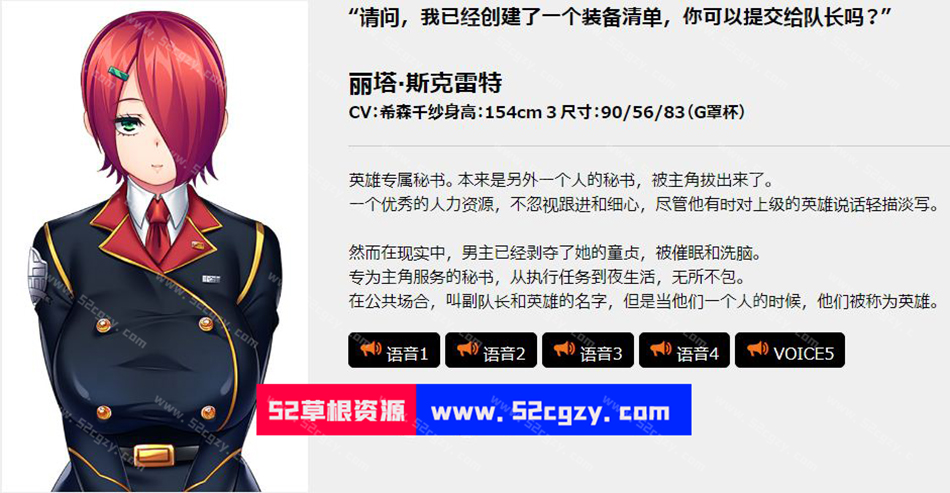 “请问，我已经创建了一个装备清单，你可以提交给队长吗？”
丽塔·斯克雷特
CV：希森千纱身高：154cm３尺寸：90/56/83（G罩杯）
英雄专属秘书。本来是另外一个人的秘书，被主角拔出来了。
一个优秀的人力资源，不忽视跟进和细心，尽管他有时对上级的英雄说话轻描淡写。
然而在现实中，男主已经剥夺了她的童贞，被催眠和洗脑。
专为主角服务的秘书，从执行任务到夜生活，无所不包。
在公共场合，叫副队长和英雄的名字，但是当他们一个人的时候，他们被称为英雄。
语音1 语音2 语音3 语音4 VOICE5
52草根资源 www.52cgzy.com